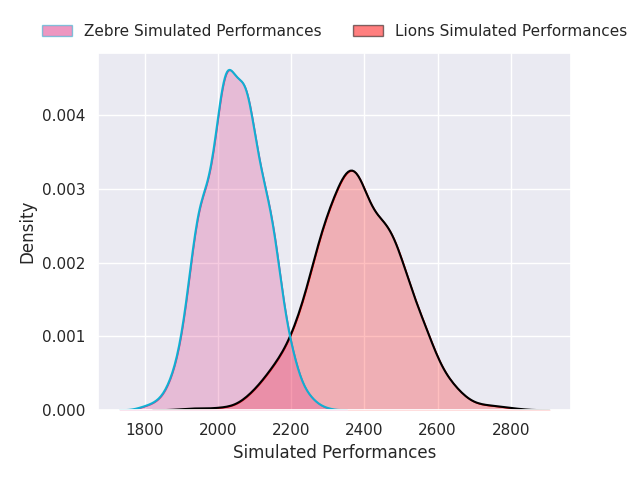 Zebre Simulated Performances Lions Simulated Performances
0.004
0.003
0.002
0.001
0.000
Density
1800 2000 2200 2400 2600 2800
Simulated Performances